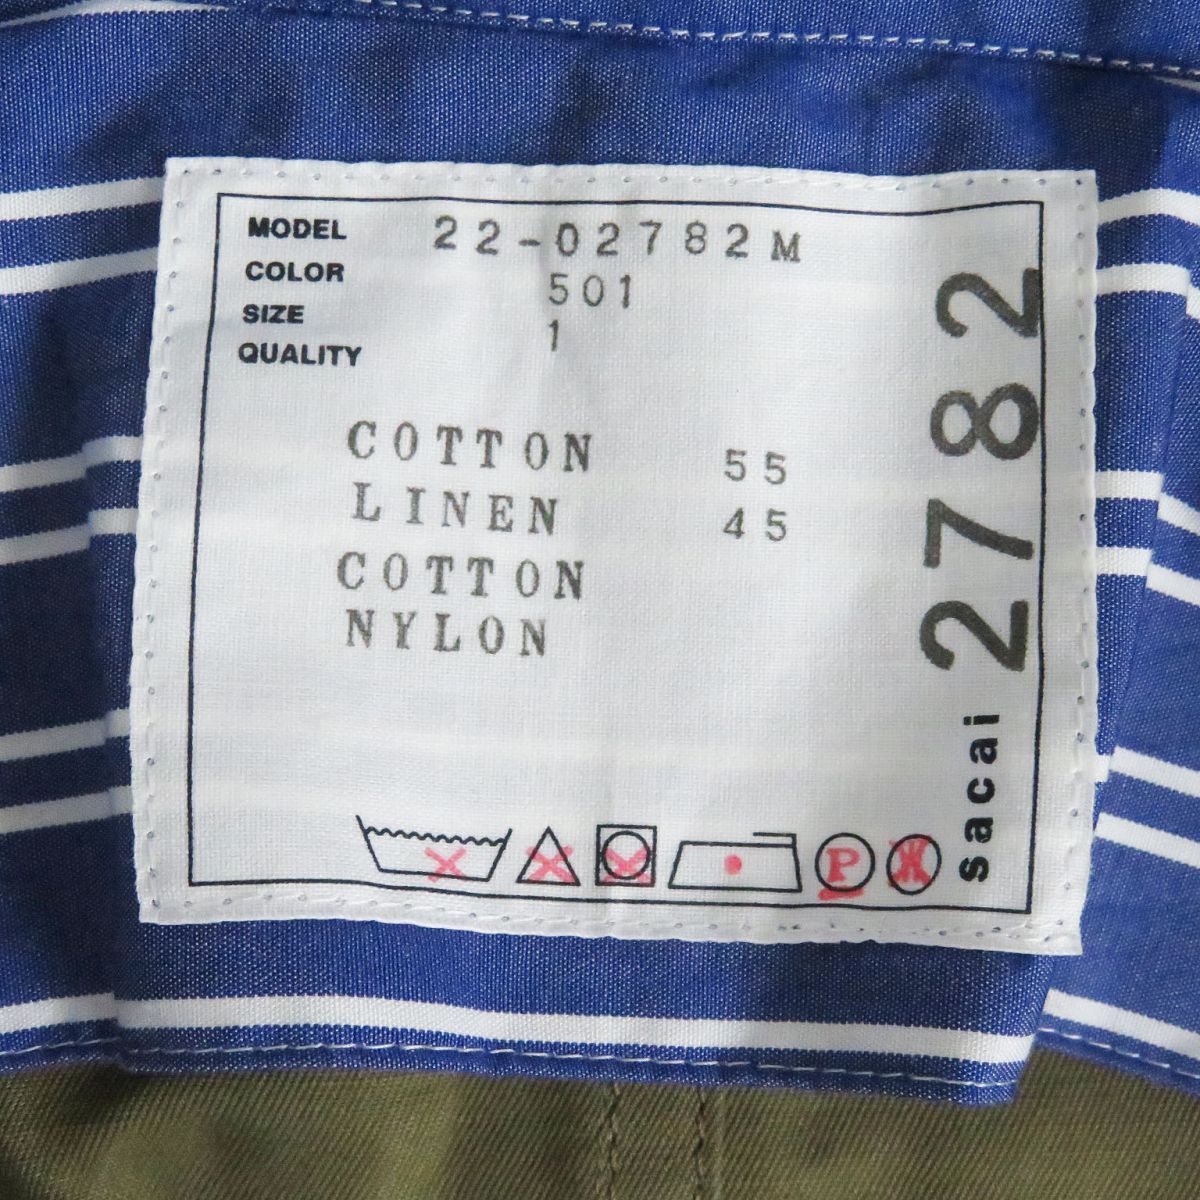 MODEL 22-02782M
COLOR 501
SIZE 1
QUALITY
COTTON 55
LINEN 45
COTTON
NYLON
sacai 2782
P
W